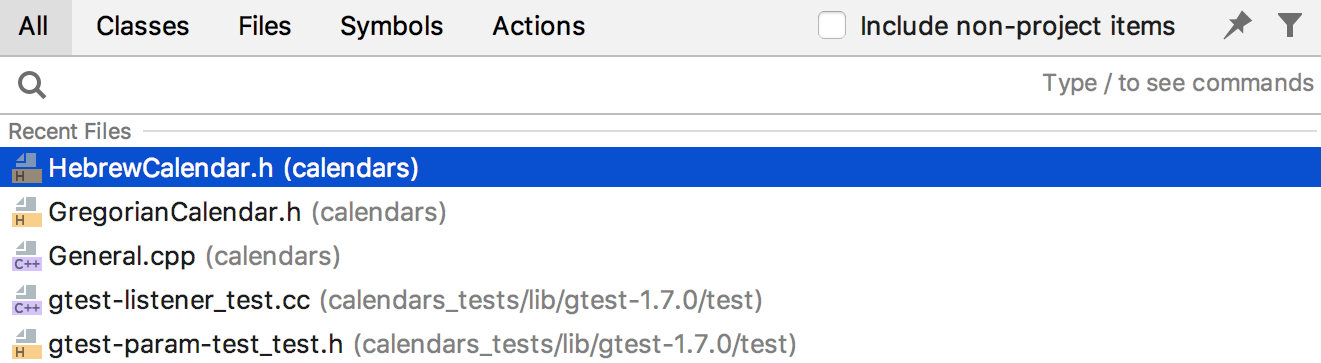 All Classes Files Symbols Actions Include non-project items
Type / to see commands
Recent Files
H HebrewCalendar.h (calendars)
H GregorianCalendar.h (calendars)
C++ General.cpp (calendars)
C++ gtest-listener_test.cc (calendars_tests/lib/gtest-1.7.0/test)
H gtest-param-test_test.h (calendars_tests/lib/gtest-1.7.0/test)